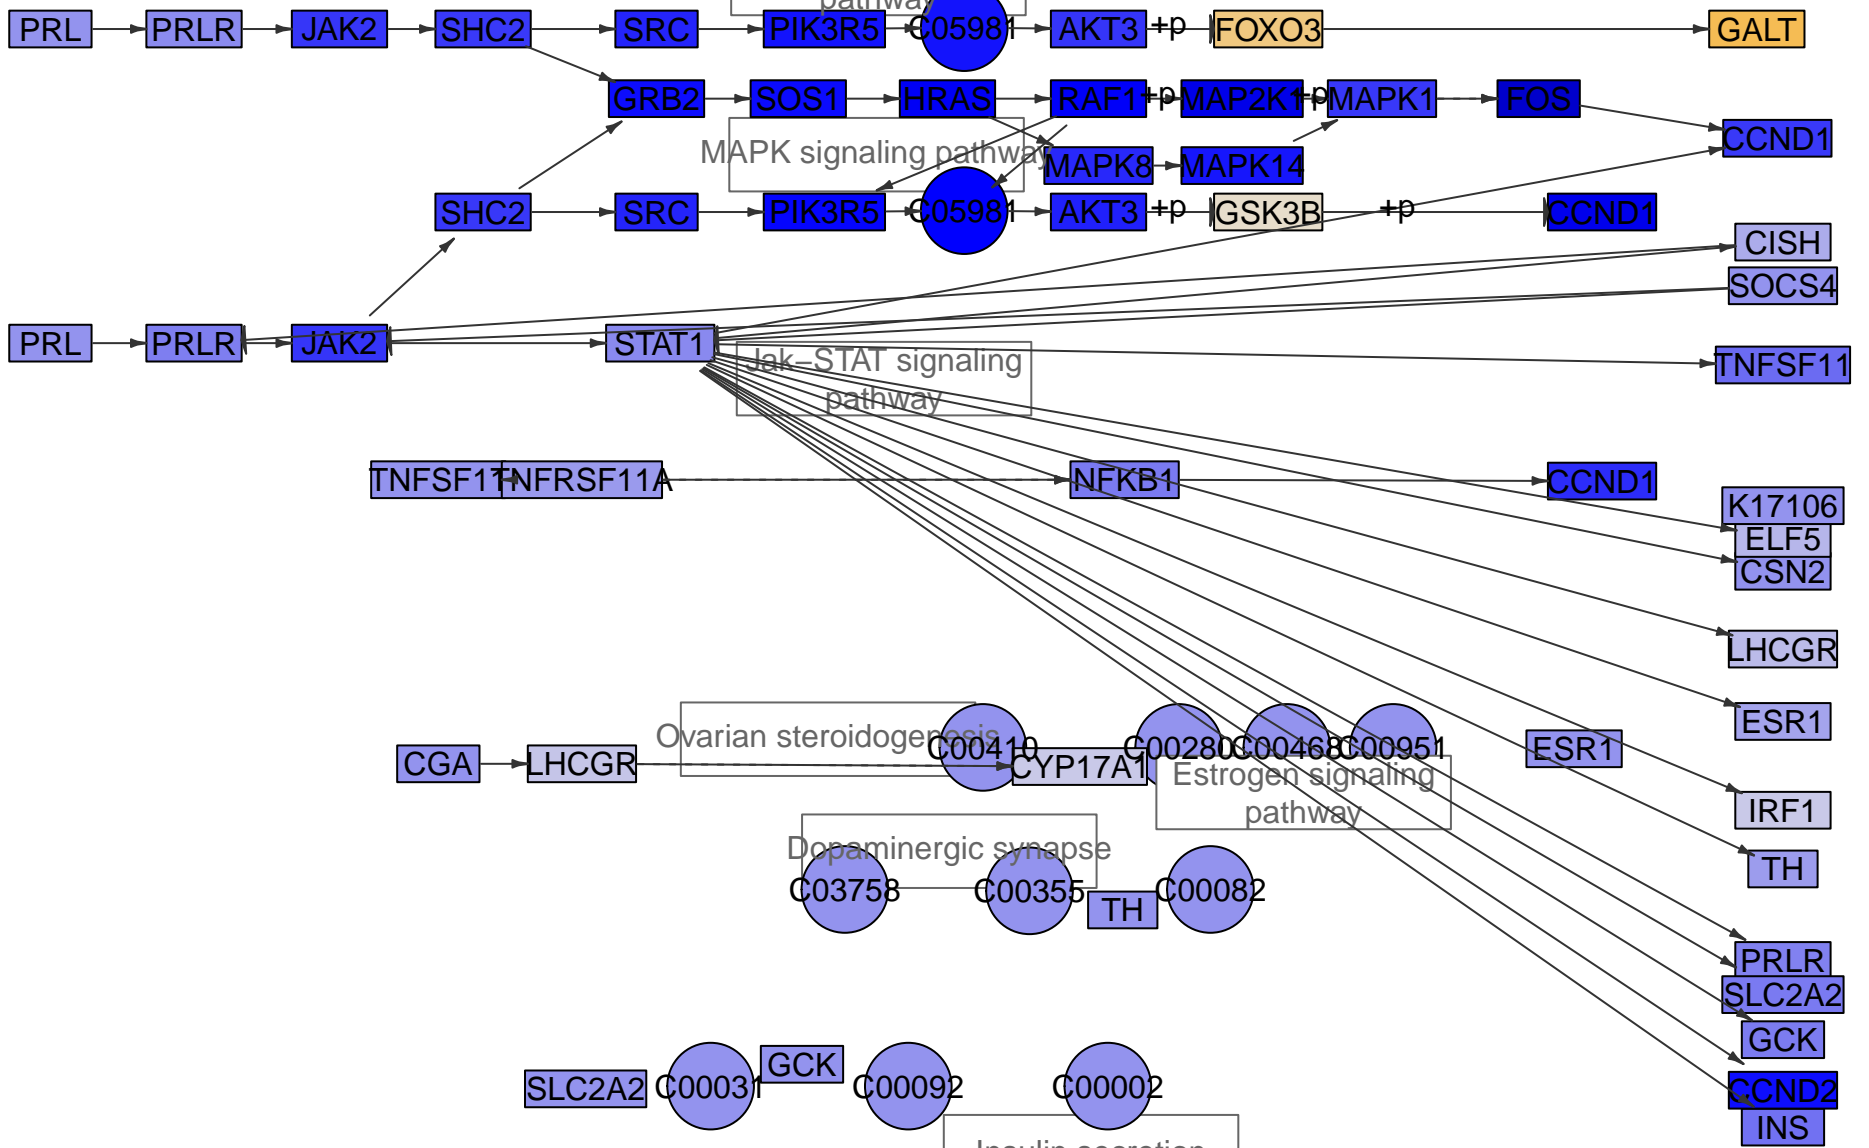 pathway
PRL
PRLR
JAK2
SHC2
SRC
PIK3R5
C05981
AKT3
+p
FOXO3
GALT
GRB2
SOS1
HRAS
RAF1
+p
MAP2K1
+p
MAPK1
FOS
CCND1
MAPK signaling pathway
MAPK8
MAPK14
SHC2
SRC
PIK3R5
C05981
AKT3
+p
GSK3B
+p
CCND1
CISH
SOCS4
PRL
PRLR
JAK2
STAT1
Jak–STAT signaling
pathway
TNFSF11
TNFSF11
TNFRSF11A
NFKB1
CCND1
K17106
ELF5
CSN2
LHCGR
ESR1
Ovarian steroidogenesis
C00410
C00280
C00468
C00951
ESR1
CGA
LHCGR
CYP17A1
Estrogen signaling
pathway
IRF1
Dopaminergic synapse
TH
C03758
C00355
TH
C00082
PRLR
SLC2A2
GCK
SLC2A2
C00031
GCK
C00092
C00002
CCND2
INS
Insulin secretion